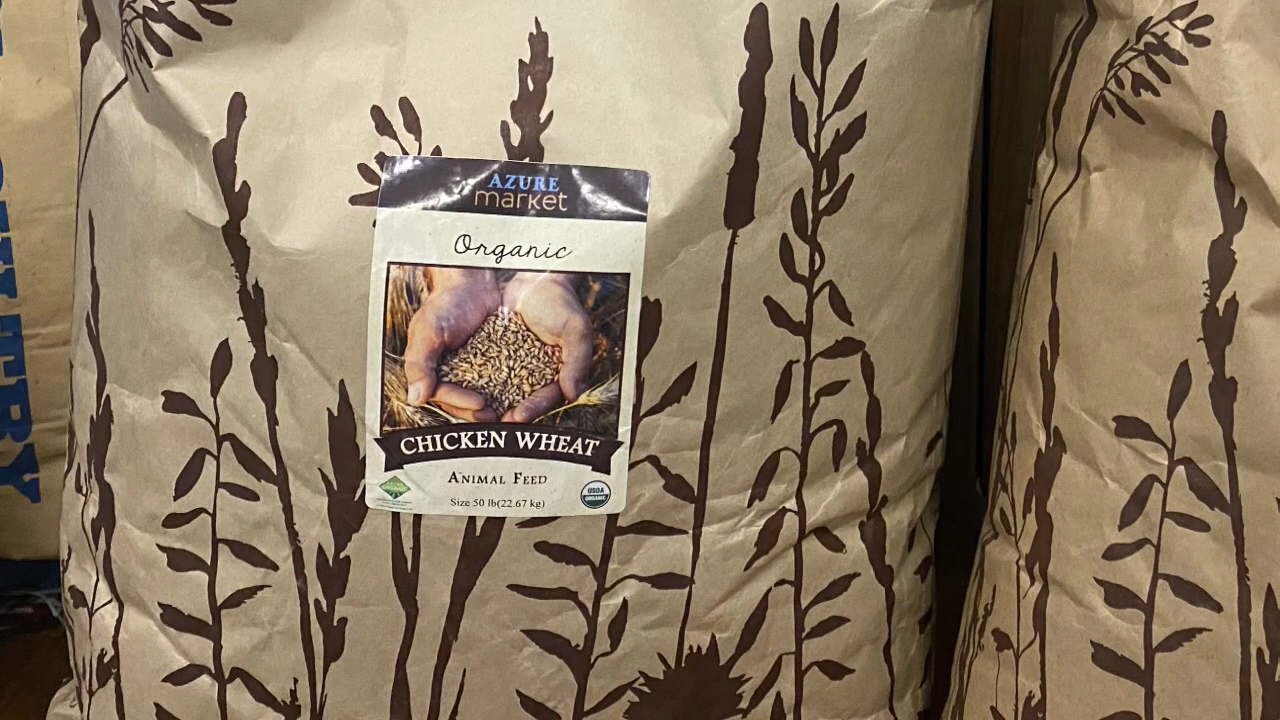 AZURE
market
Organic
CHICKEN WHEAT
ANIMAL FEED
Size 50 lb(22.67 kg)
USDA
ORGANIC